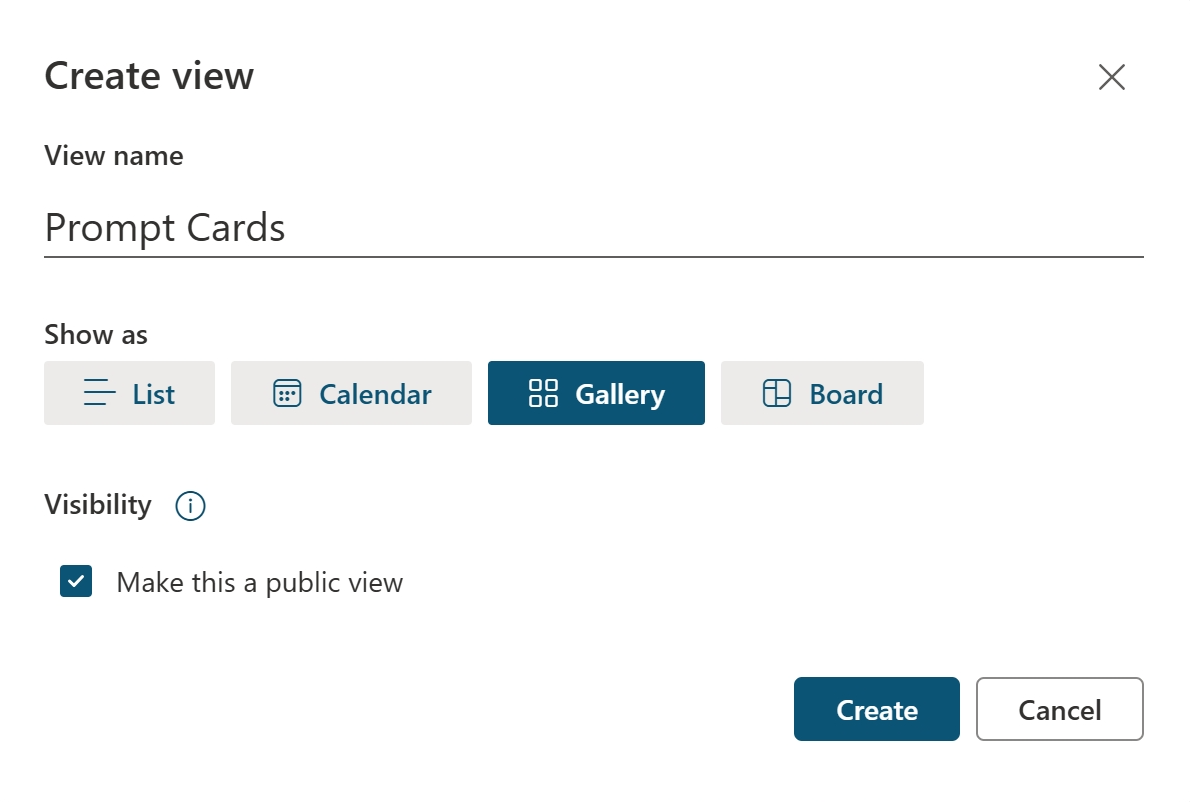 Create view
View name
Prompt Cards
Show as
List Calendar Gallery Board
Visibility
Make this a public view
Create Cancel